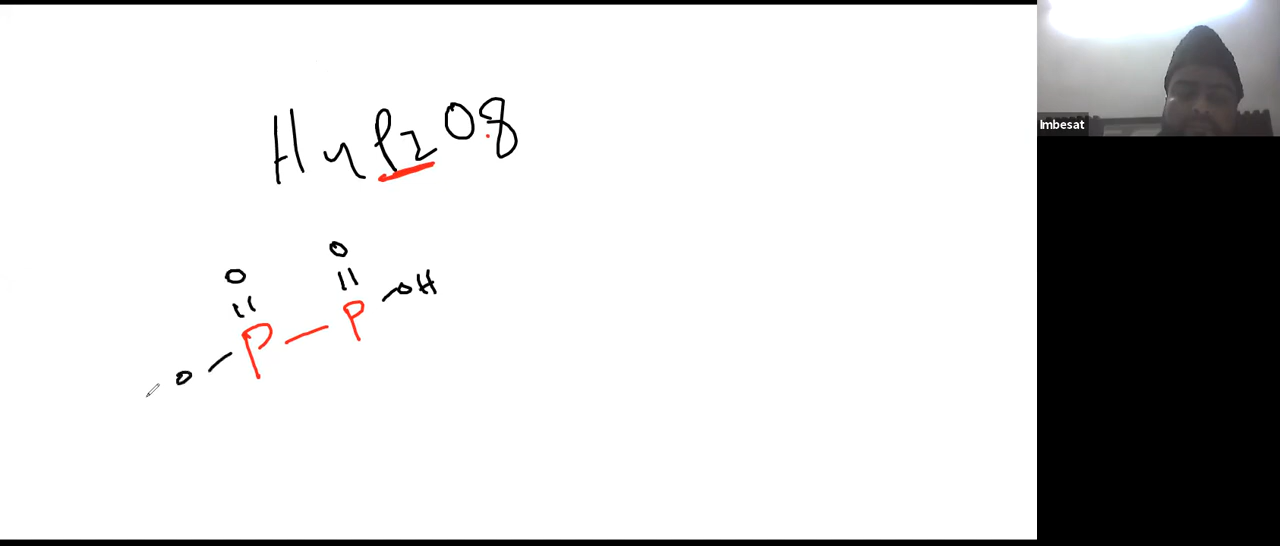 H4P2O8
O O
|| ||
O - P - P - OH
Imbesat